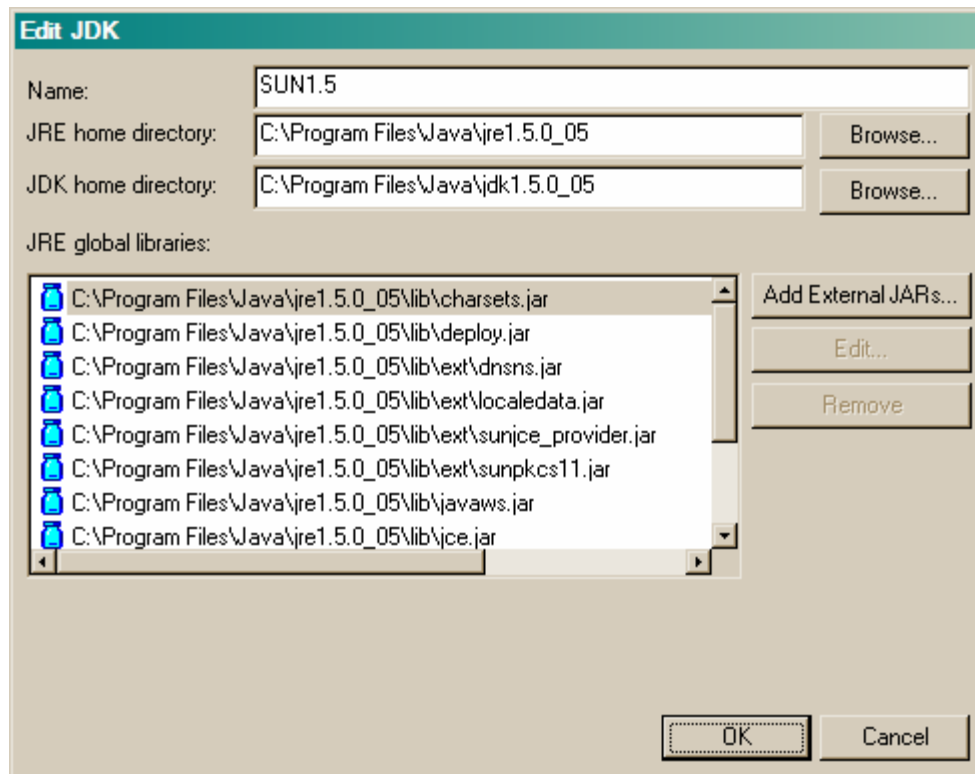 Edit JDK
Name: SUN1.5
JRE home directory: C:\Program Files\Java\jre1.5.0_05 Browse...
JDK home directory: C:\Program Files\Java\jdk1.5.0_05 Browse...
JRE global libraries:
C:\Program Files\Java\jre1.5.0_05\lib\charsets.jar
C:\Program Files\Java\jre1.5.0_05\lib\deploy.jar
C:\Program Files\Java\jre1.5.0_05\lib\ext\dnsns.jar
C:\Program Files\Java\jre1.5.0_05\lib\ext\localedata.jar
C:\Program Files\Java\jre1.5.0_05\lib\ext\sunjce_provider.jar
C:\Program Files\Java\jre1.5.0_05\lib\ext\sunpkcs11.jar
C:\Program Files\Java\jre1.5.0_05\lib\javaws.jar
C:\Program Files\Java\jre1.5.0_05\lib\jce.jar
Add External JARs...
Edit...
Remove
OK Cancel